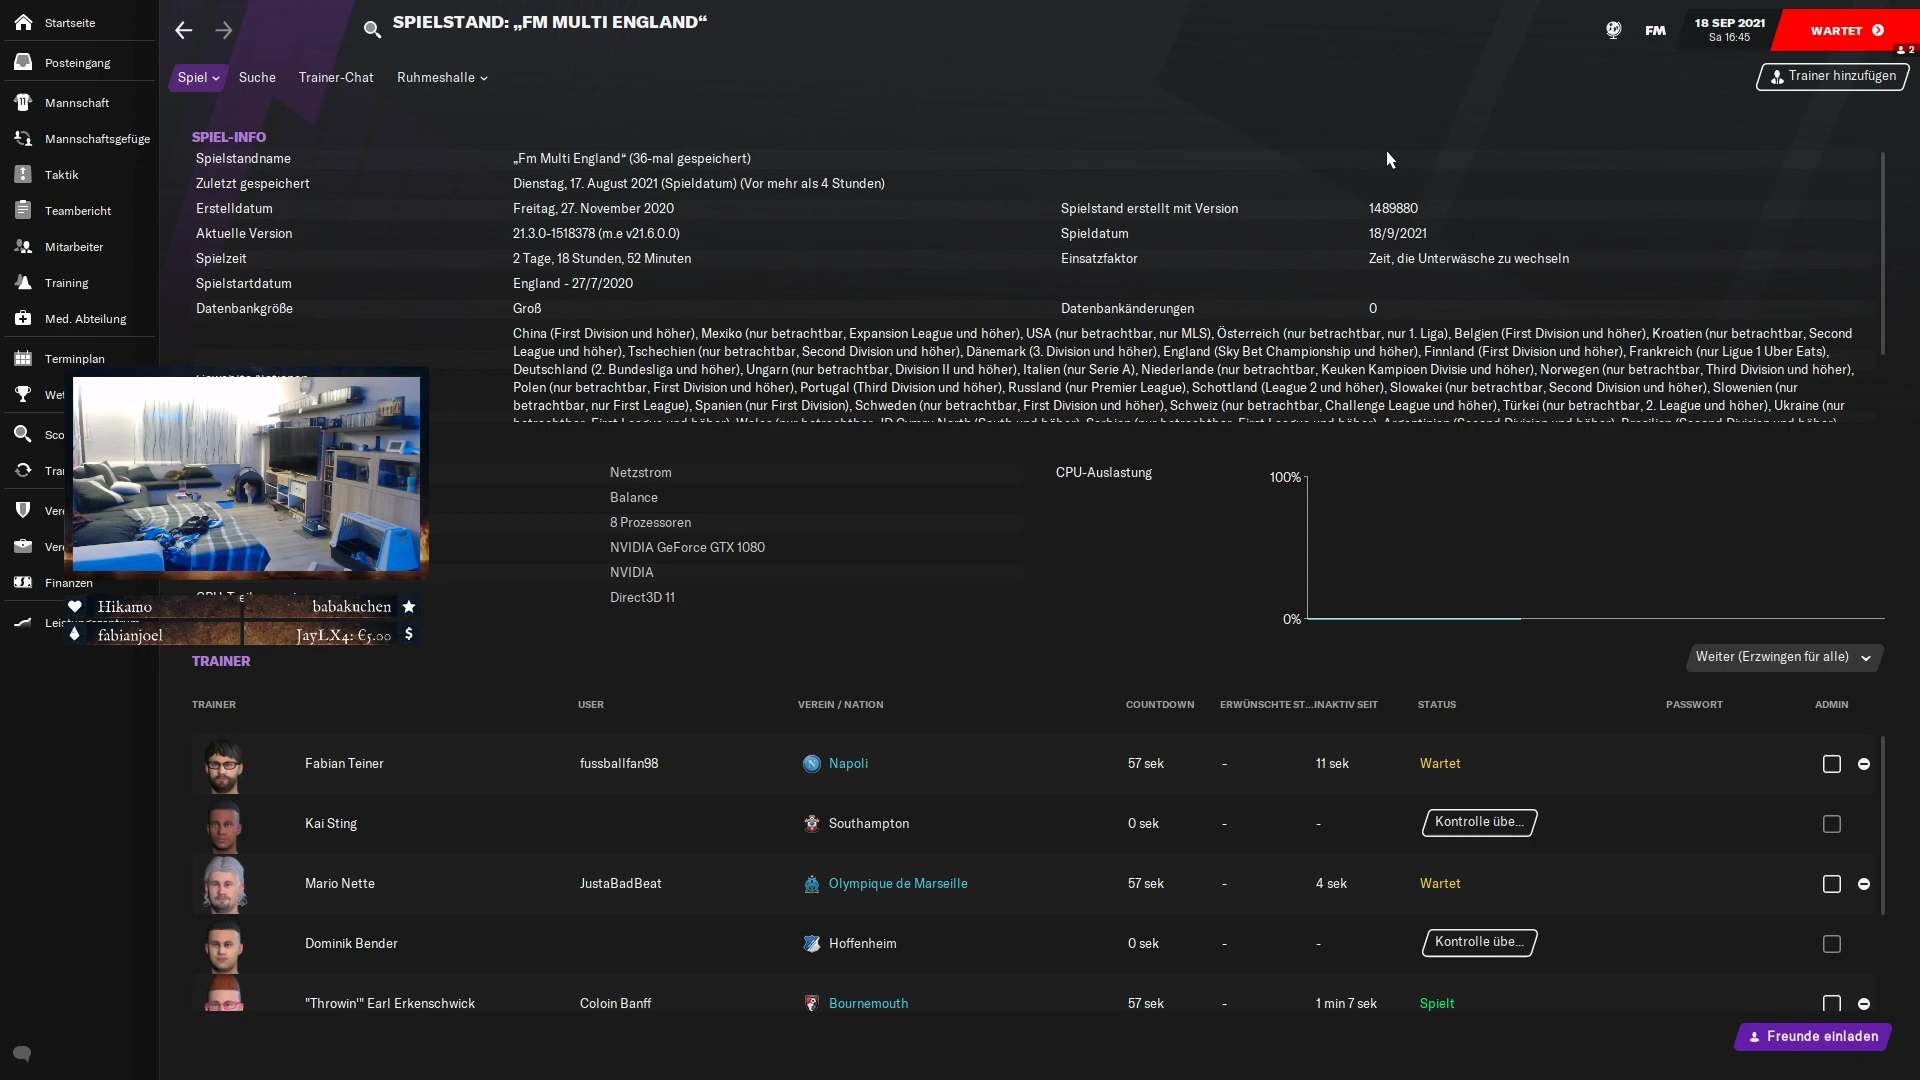 Startseite
Posteingang
Mannschaft
Mannschaftsgefüge
Taktik
Teambericht
Mitarbeiter
Training
Med. Abteilung
Terminplan
Finanzen
SPIELSTAND: „FM MULTI ENGLAND“
FM
18 SEP 2021
Sa 16:45
WARTET
2
Spiel
Suche
Trainer-Chat
Ruhmeshalle
Trainer hinzufügen
SPIEL-INFO
Spielstandname „Fm Multi England“ (36-mal gespeichert)
Zuletzt gespeichert Dienstag, 17. August 2021 (Spieldatum) (Vor mehr als 4 Stunden)
Erstelldatum Freitag, 27. November 2020 Spielstand erstellt mit Version 1489880
Aktuelle Version 21.3.0-1518378 (m.e v21.6.0.0) Spieldatum 18/9/2021
Spielzeit 2 Tage, 18 Stunden, 52 Minuten Einsatzfaktor Zeit, die Unterwäsche zu wechseln
Spielstartdatum England - 27/7/2020
Datenbankgröße Groß Datenbankänderungen 0
China (First Division und höher), Mexiko (nur betrachtbar, Expansion League und höher), USA (nur betrachtbar, nur MLS), Österreich (nur betrachtbar, nur 1. Liga), Belgien (First Division und höher), Kroatien (nur betrachtbar, Second
League und höher), Tschechien (nur betrachtbar, Second Division und höher), Dänemark (3. Division und höher), England (Sky Bet Championship und höher), Finnland (First Division und höher), Frankreich (nur Ligue 1 Uber Eats),
Deutschland (2. Bundesliga und höher), Ungarn (nur betrachtbar, Division II und höher), Italien (nur Serie A), Niederlande (nur betrachtbar, Keuken Kampioen Divisie und höher), Norwegen (nur betrachtbar, Third Division und höher),
Polen (nur betrachtbar, First Division und höher), Portugal (Third Division und höher), Russland (nur Premier League), Schottland (League 2 und höher), Slowakei (nur betrachtbar, Second Division und höher), Slowenien (nur
betrachtbar, nur First League), Spanien (nur First Division), Schweden (nur betrachtbar, First Division und höher), Schweiz (nur betrachtbar, Challenge League und höher), Türkei (nur betrachtbar, 2. League und höher), Ukraine (nur
Netzstrom CPU-Auslastung 100%
Balance
8 Prozessoren
NVIDIA GeForce GTX 1080
NVIDIA
Direct3D 11 0%
Hikamo babakuchen
fabianjoel JayLX4: €5.00
TRAINER
Weiter (Erzwingen für alle)
TRAINER USER VEREIN / NATION COUNTDOWN ERWÜNSCHTE ST... INAKTIV SEIT STATUS PASSWORT ADMIN
Fabian Teiner fussballfan98 Napoli 57 sek - 11 sek Wartet
Kai Sting Southampton 0 sek - - Kontrolle übe...
Mario Nette JustaBadBeat Olympique de Marseille 57 sek - 4 sek Wartet
Dominik Bender Hoffenheim 0 sek - - Kontrolle übe...
"Throwin'" Earl Erkenschwick Coloin Banff Bournemouth 57 sek - 1 min 7 sek Spielt
Freunde einladen